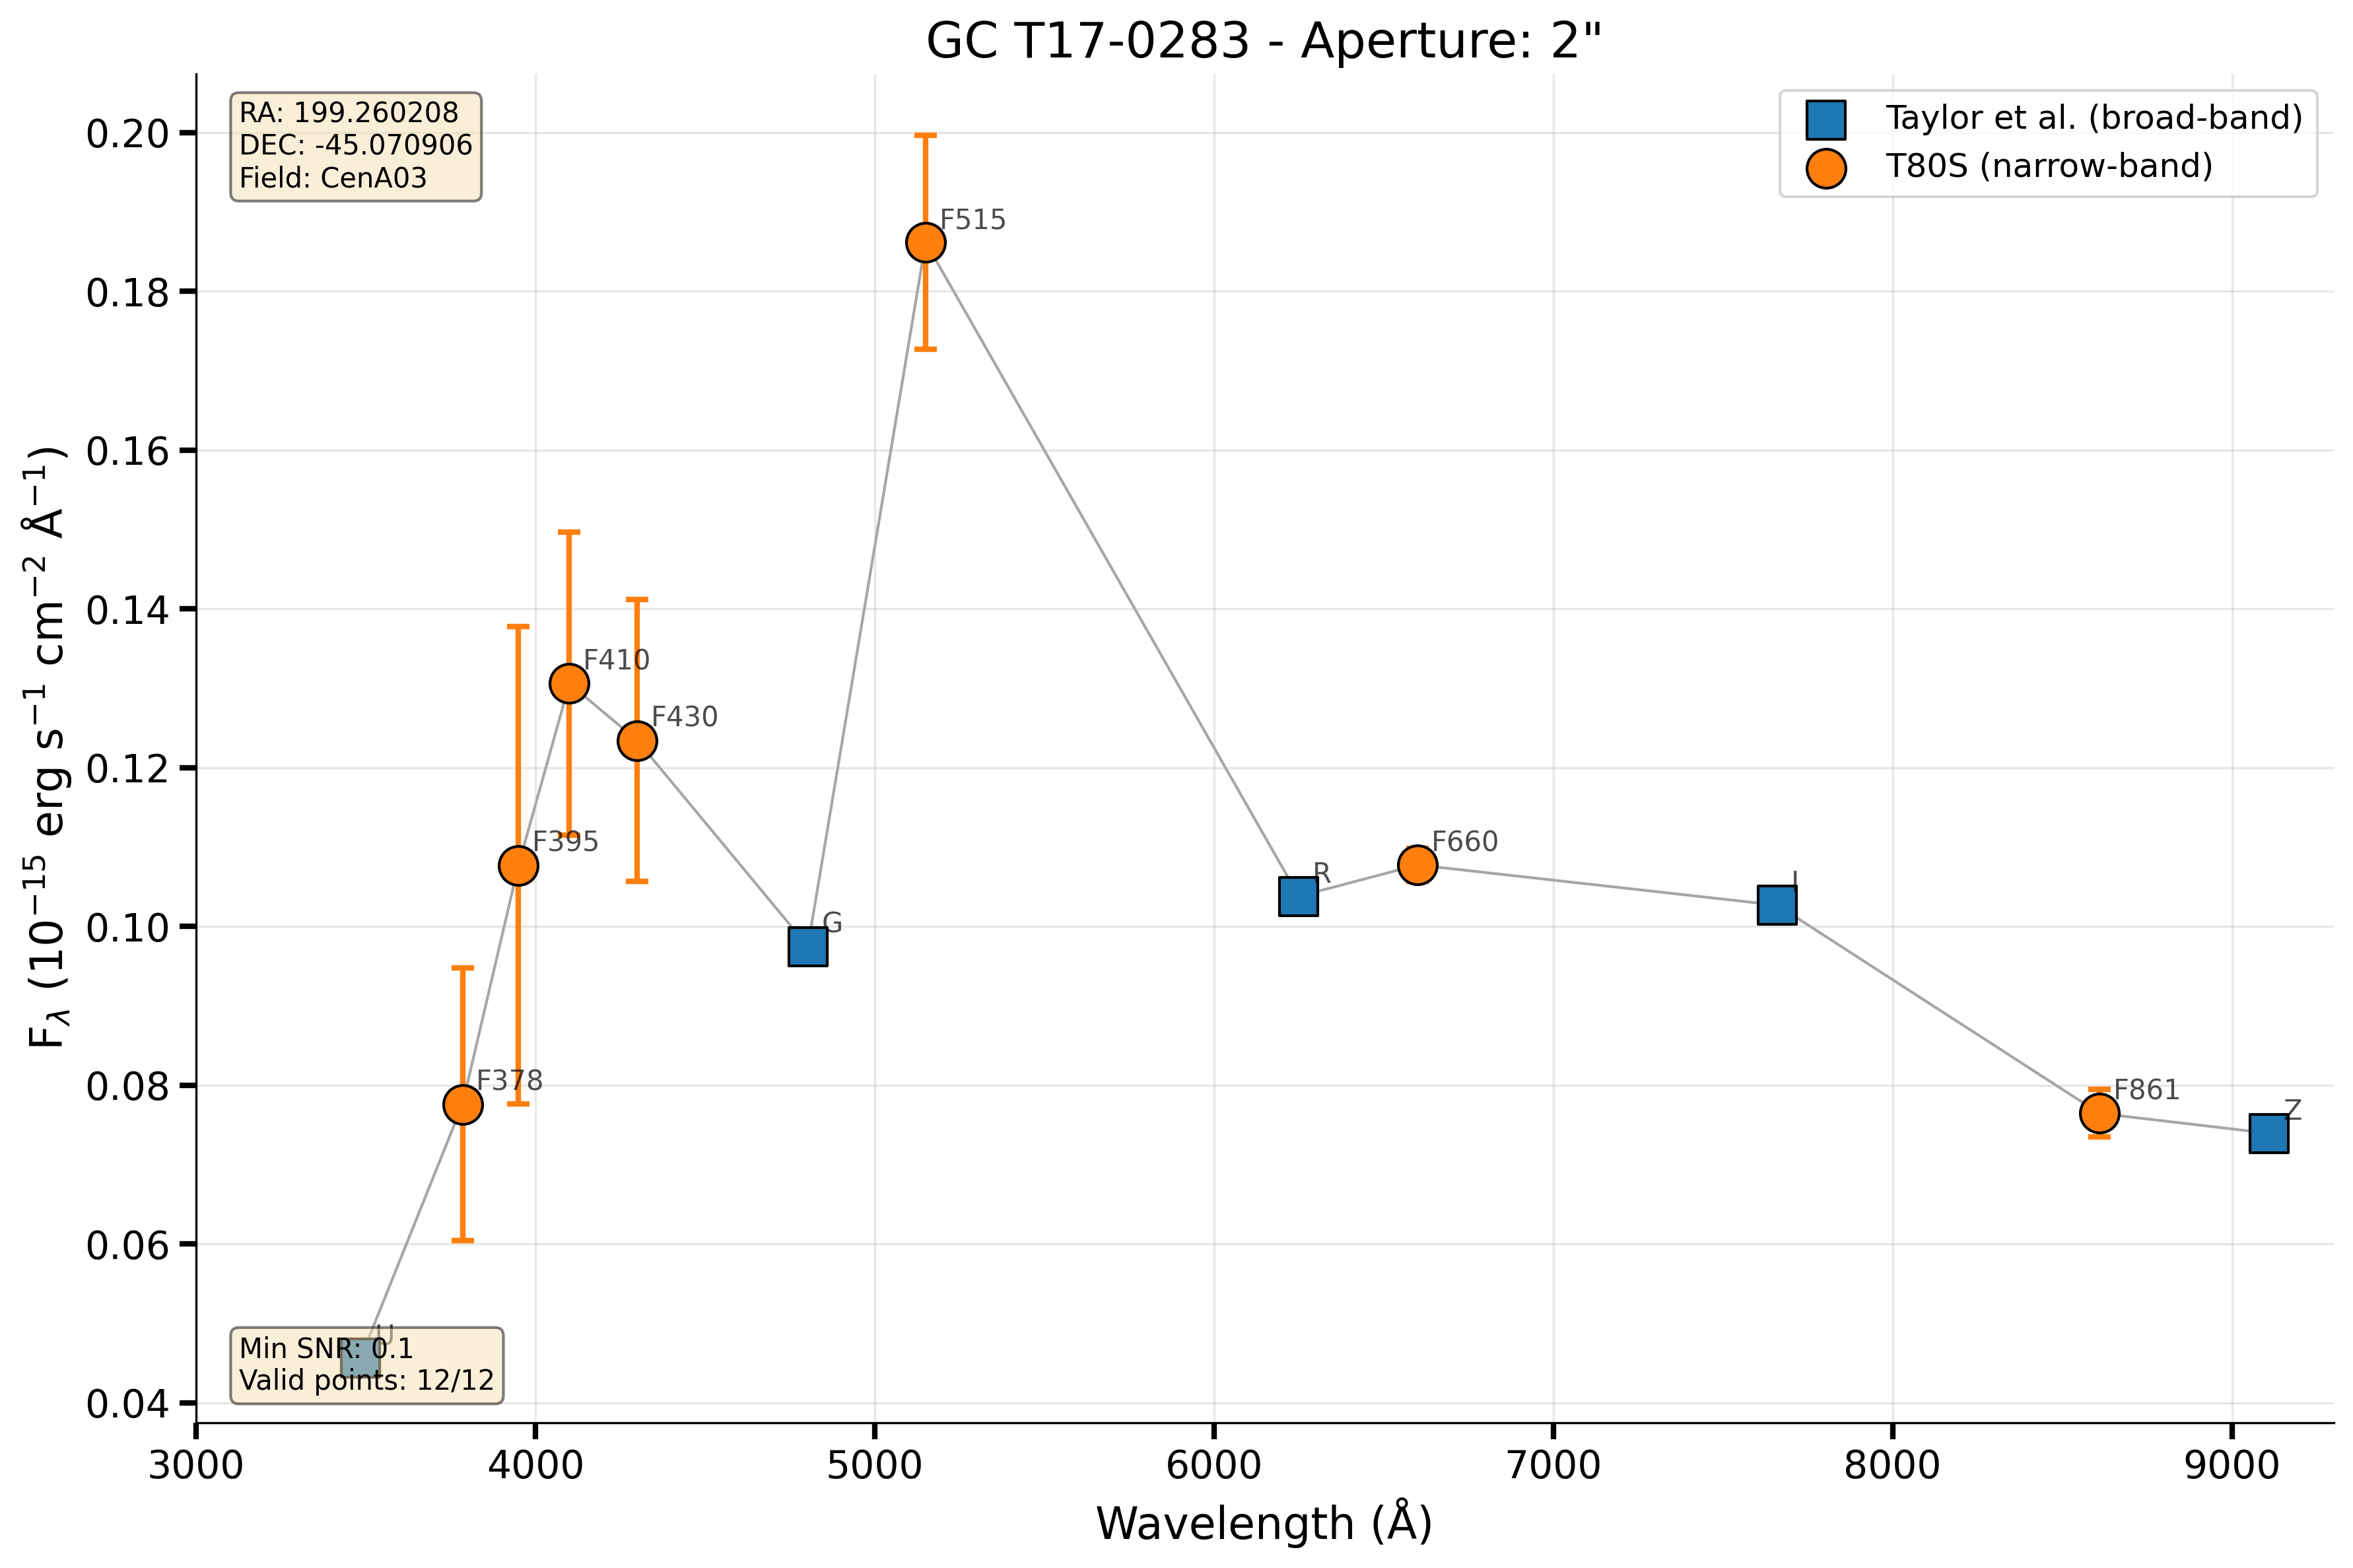 GC T17-0283 - Aperture: 2"
RA: 199.260208
DEC: -45.070906
Field: CenA03
Taylor et al. (broad-band)
T80S (narrow-band)
F_λ (10⁻¹⁵ erg s⁻¹ cm⁻² Å⁻¹)
0.20
0.18
0.16
0.14
0.12
0.10
0.08
0.06
0.04
F515
F410
F430
F395
F378
G
R
F660
I
F861
Z
U
Min SNR: 0.1
Valid points: 12/12
3000 4000 5000 6000 7000 8000 9000
Wavelength (Å)